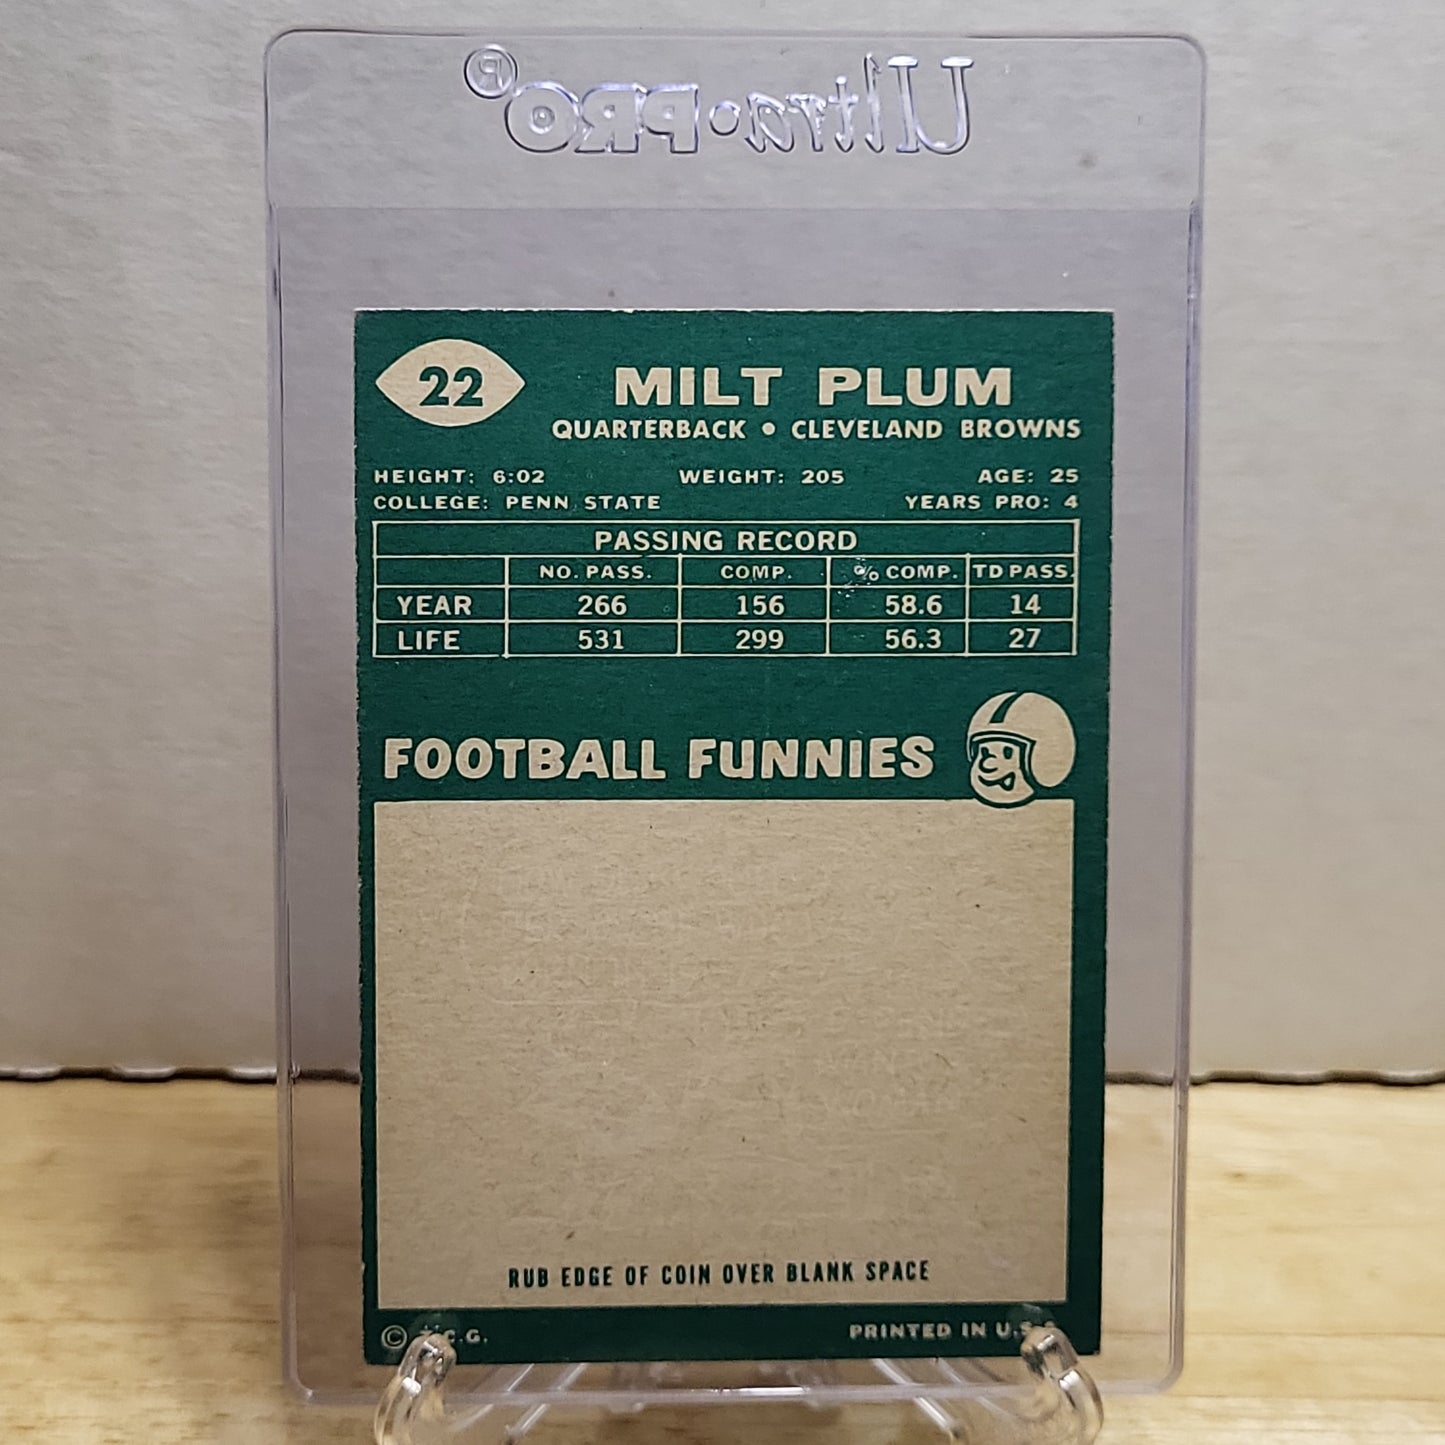 Ultra•PRO®
22
MILT PLUM
QUARTERBACK • CLEVELAND BROWNS
HEIGHT: 6:02 WEIGHT: 205 AGE: 25
COLLEGE: PENN STATE YEARS PRO: 4
PASSING RECORD
NO. PASS. COMP. % COMP. TD PASS.
YEAR 266 156 58.6 14
LIFE 531 299 56.3 27
FOOTBALL FUNNIES
RUB EDGE OF COIN OVER BLANK SPACE
© T.C.G. PRINTED IN U.S.A.